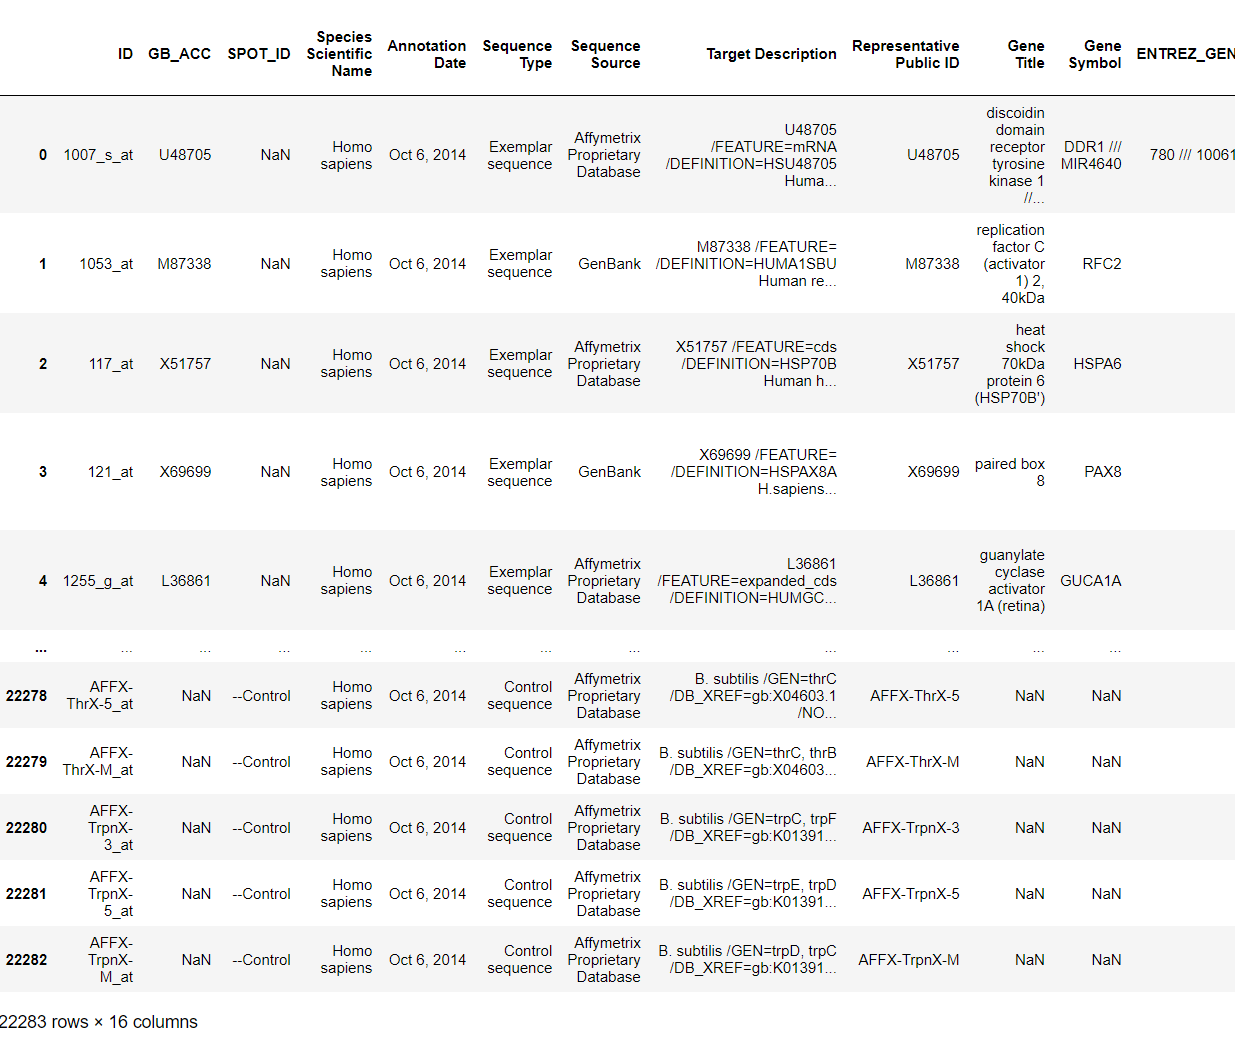 ID GB_ACC SPOT_ID Species Scientific Name Annotation Date Sequence Type Sequence Source Target Description Representative Public ID Gene Title Gene Symbol ENTREZ_GEN
0 1007_s_at U48705 NaN Homo sapiens Oct 6, 2014 Exemplar sequence Affymetrix Proprietary Database U48705 /FEATURE=mRNA /DEFINITION=HSU48705 Huma... U48705 discoidin domain receptor tyrosine kinase 1 //... DDR1 /// MIR4640 780 /// 10061
1 1053_at M87338 NaN Homo sapiens Oct 6, 2014 Exemplar sequence GenBank M87338 /FEATURE= /DEFINITION=HUMA1SBU Human re... M87338 replication factor C (activator 1) 2, 40kDa RFC2
2 117_at X51757 NaN Homo sapiens Oct 6, 2014 Exemplar sequence Affymetrix Proprietary Database X51757 /FEATURE=cds /DEFINITION=HSP70B Human h... X51757 heat shock 70kDa protein 6 (HSP70B') HSPA6
3 121_at X69699 NaN Homo sapiens Oct 6, 2014 Exemplar sequence GenBank X69699 /FEATURE= /DEFINITION=HSPAX8A H.sapiens... X69699 paired box 8 PAX8
4 1255_g_at L36861 NaN Homo sapiens Oct 6, 2014 Exemplar sequence Affymetrix Proprietary Database L36861 /FEATURE=expanded_cds /DEFINITION=HUMGC... L36861 guanylate cyclase activator 1A (retina) GUCA1A
... ... ... ... ... ... ... ... ... ... ... ...
22278 AFFX-ThrX-5_at NaN --Control Homo sapiens Oct 6, 2014 Control sequence Affymetrix Proprietary Database B. subtilis /GEN=thrC /DB_XREF=gb:X04603.1 /NO... AFFX-ThrX-5 NaN NaN
22279 AFFX-ThrX-M_at NaN --Control Homo sapiens Oct 6, 2014 Control sequence Affymetrix Proprietary Database B. subtilis /GEN=thrC, thrB /DB_XREF=gb:X04603... AFFX-ThrX-M NaN NaN
22280 AFFX-TrpnX-3_at NaN --Control Homo sapiens Oct 6, 2014 Control sequence Affymetrix Proprietary Database B. subtilis /GEN=trpC, trpF /DB_XREF=gb:K01391... AFFX-TrpnX-3 NaN NaN
22281 AFFX-TrpnX-5_at NaN --Control Homo sapiens Oct 6, 2014 Control sequence Affymetrix Proprietary Database B. subtilis /GEN=trpE, trpD /DB_XREF=gb:K01391... AFFX-TrpnX-5 NaN NaN
22282 AFFX-TrpnX-M_at NaN --Control Homo sapiens Oct 6, 2014 Control sequence Affymetrix Proprietary Database B. subtilis /GEN=trpD, trpC /DB_XREF=gb:K01391... AFFX-TrpnX-M NaN NaN
22283 rows × 16 columns